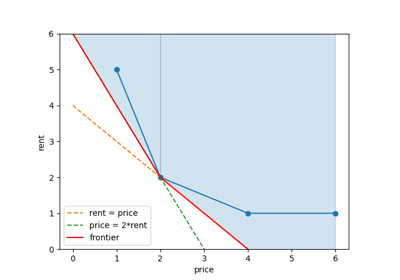 6
5
4
3
2
1
0
rent
rent = price
price = 2*rent
frontier
0 1 2 3 4 5 6
price